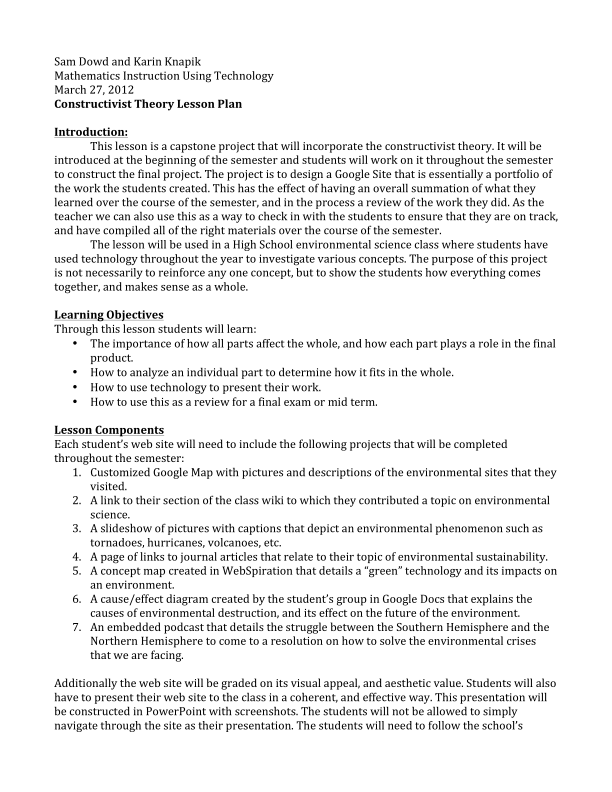 Sam Dowd and Karin Knapik
Mathematics Instruction Using Technology
March 27, 2012
Constructivist Theory Lesson Plan
Introduction:
This lesson is a capstone project that will incorporate the constructivist theory. It will be
introduced at the beginning of the semester and students will work on it throughout the semester
to construct the final project. The project is to design a Google Site that is essentially a portfolio of
the work the students created. This has the effect of having an overall summation of what they
learned over the course of the semester, and in the process a review of the work they did. As the
teacher we can also use this as a way to check in with the students to ensure that they are on track,
and have compiled all of the right materials over the course of the semester.
The lesson will be used in a High School environmental science class where students have
used technology throughout the year to investigate various concepts. The purpose of this project
is not necessarily to reinforce any one concept, but to show the students how everything comes
together, and makes sense as a whole.
Learning Objectives
Through this lesson students will learn:
• The importance of how all parts affect the whole, and how each part plays a role in the final
product.
• How to analyze an individual part to determine how it fits in the whole.
• How to use technology to present their work.
• How to use this as a review for a final exam or mid term.
Lesson Components
Each student's web site will need to include the following projects that will be completed
throughout the semester:
1. Customized Google Map with pictures and descriptions of the environmental sites that they
visited.
2. A link to their section of the class wiki to which they contributed a topic on environmental
science.
3. A slideshow of pictures with captions that depict an environmental phenomenon such as
tornadoes, hurricanes, volcanoes, etc.
4. A page of links to journal articles that relate to their topic of environmental sustainability.
5. A concept map created in WebSpiration that details a "green" technology and its impacts on
an environment.
6. A cause/effect diagram created by the student's group in Google Docs that explains the
causes of environmental destruction, and its effect on the future of the environment.
7. An embedded podcast that details the struggle between the Southern Hemisphere and the
Northern Hemisphere to come to a resolution on how to solve the environmental crises
that we are facing.
Additionally the web site will be graded on its visual appeal, and aesthetic value. Students will also
have to present their web site to the class in a coherent, and effective way. This presentation will
be constructed in PowerPoint with screenshots. The students will not be allowed to simply
navigate through the site as their presentation. The students will need to follow the school's